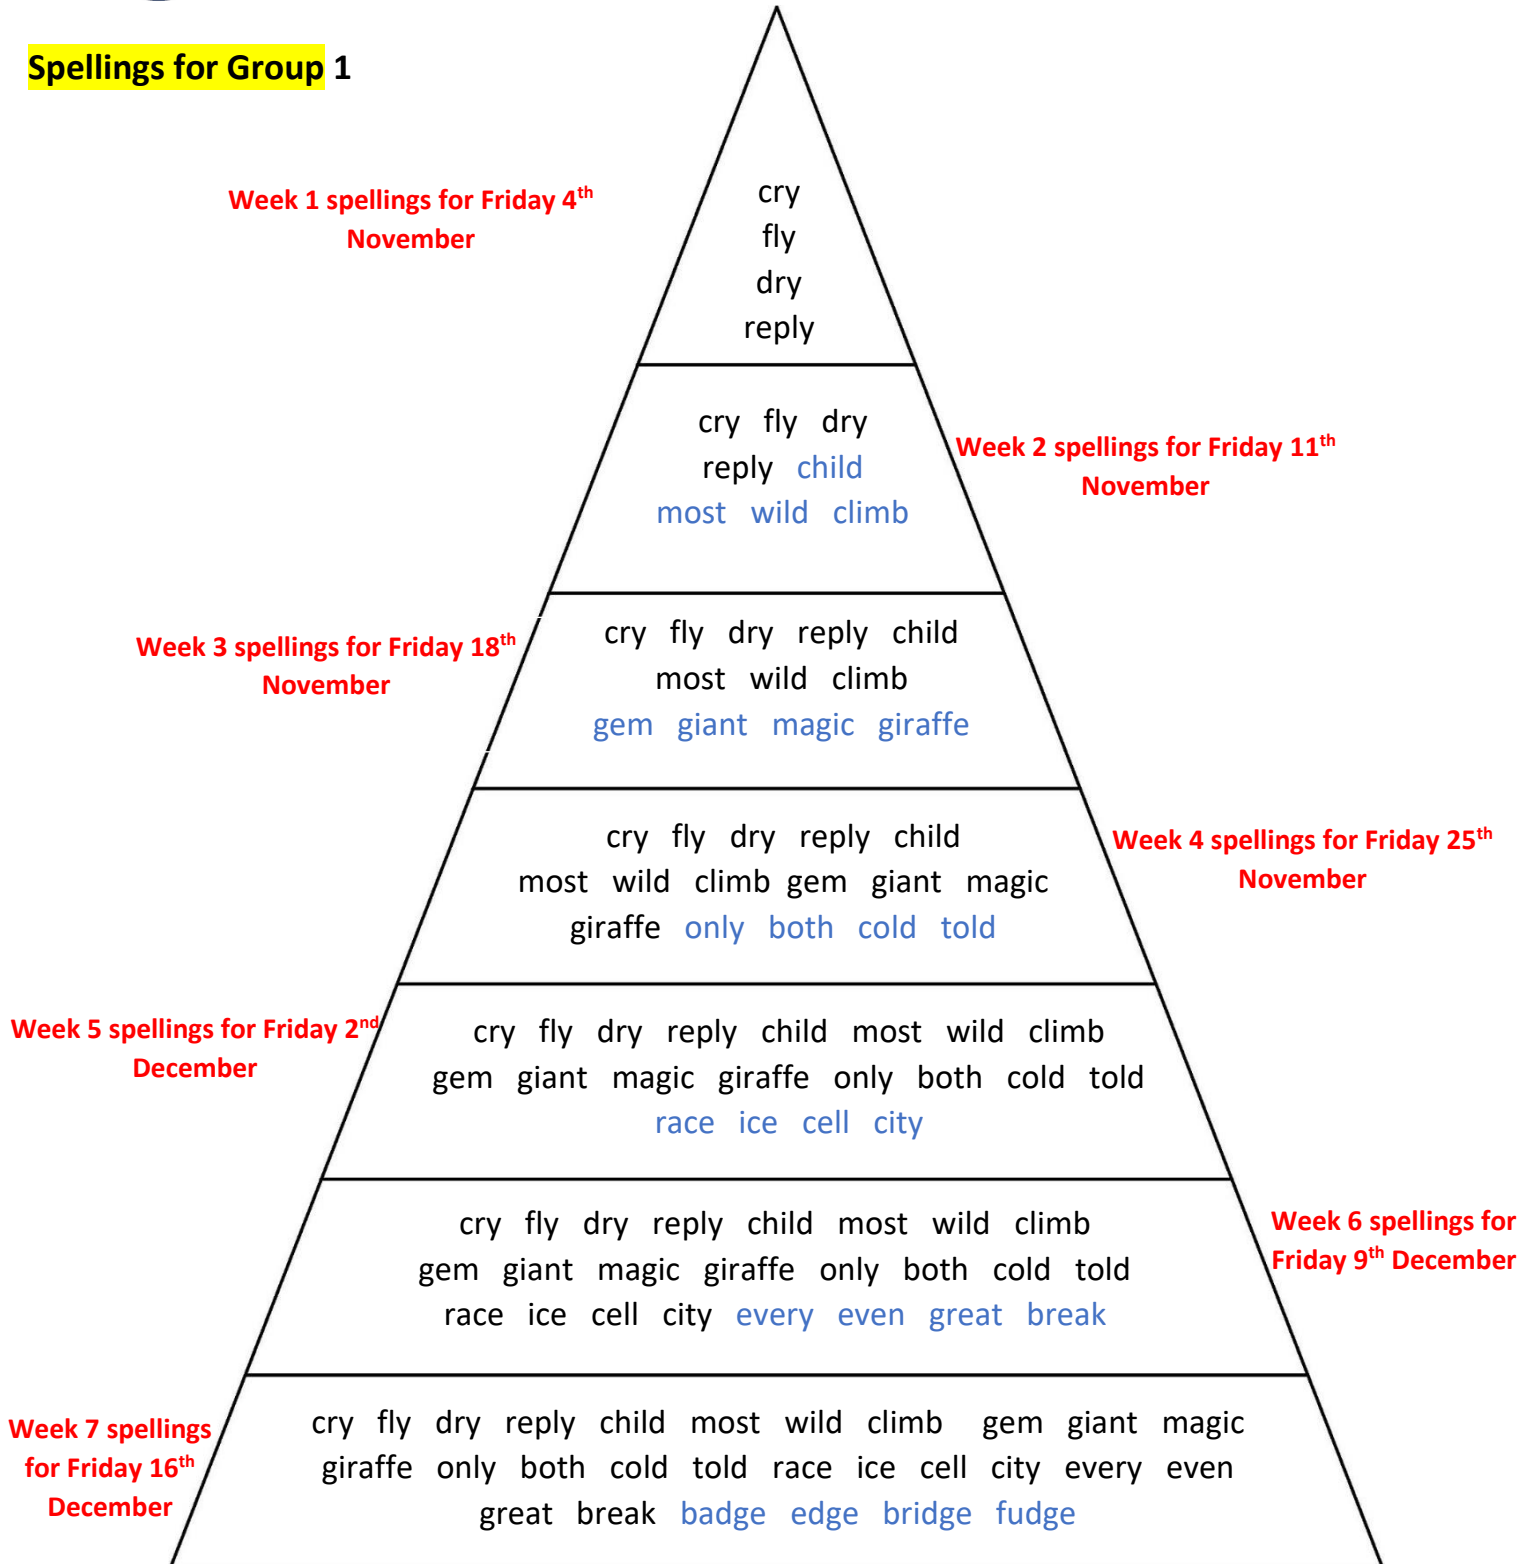 Spellings for Group 1
Week 1 spellings for Friday 4th
November
cry
fly
dry
reply
cry fly dry
reply child
most wild climb
Week 2 spellings for Friday 11th
November
Week 3 spellings for Friday 18th
November
cry fly dry reply child
most wild climb
gem giant magic giraffe
cry fly dry reply child
most wild climb gem giant magic
giraffe only both cold told
Week 4 spellings for Friday 25th
November
Week 5 spellings for Friday 2nd
December
cry fly dry reply child most wild climb
gem giant magic giraffe only both cold told
race ice cell city
cry fly dry reply child most wild climb
gem giant magic giraffe only both cold told
race ice cell city every even great break
Week 6 spellings for
Friday 9th December
Week 7 spellings
for Friday 16th
December
cry fly dry reply child most wild climb gem giant magic
giraffe only both cold told race ice cell city every even
great break badge edge bridge fudge